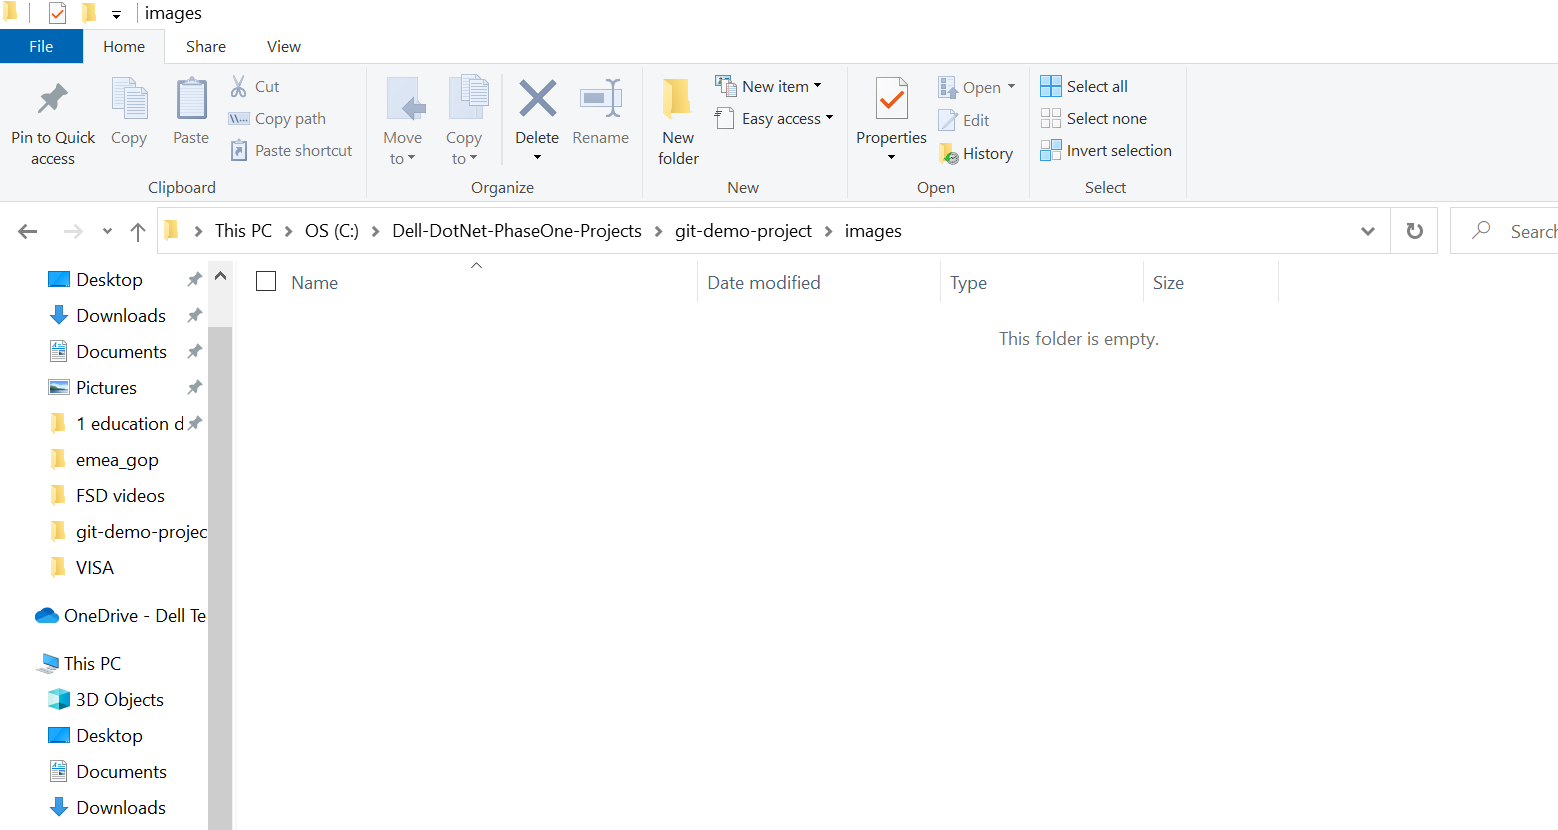 images
File Home Share View
Pin to Quick access
Copy
Paste
Cut
Copy path
Paste shortcut
Clipboard
Move to
Copy to
Delete
Rename
Organize
New folder
New item
Easy access
New
Properties
Open
Edit
History
Open
Select all
Select none
Invert selection
Select
This PC OS (C:) Dell-DotNet-PhaseOne-Projects git-demo-project images
Search
Name Date modified Type Size
This folder is empty.
Desktop
Downloads
Documents
Pictures
1 education d
emea_gop
FSD videos
git-demo-projec
VISA
OneDrive - Dell Te
This PC
3D Objects
Desktop
Documents
Downloads